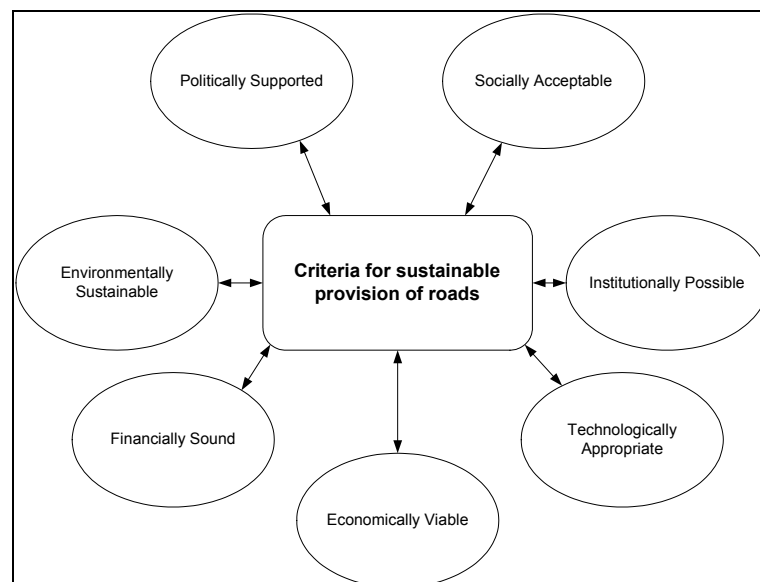 Politically Supported
Socially Acceptable
Criteria for sustainable
provision of roads
Environmentally
Sustainable
Institutionally Possible
Financially Sound
Technologically
Appropriate
Economically Viable